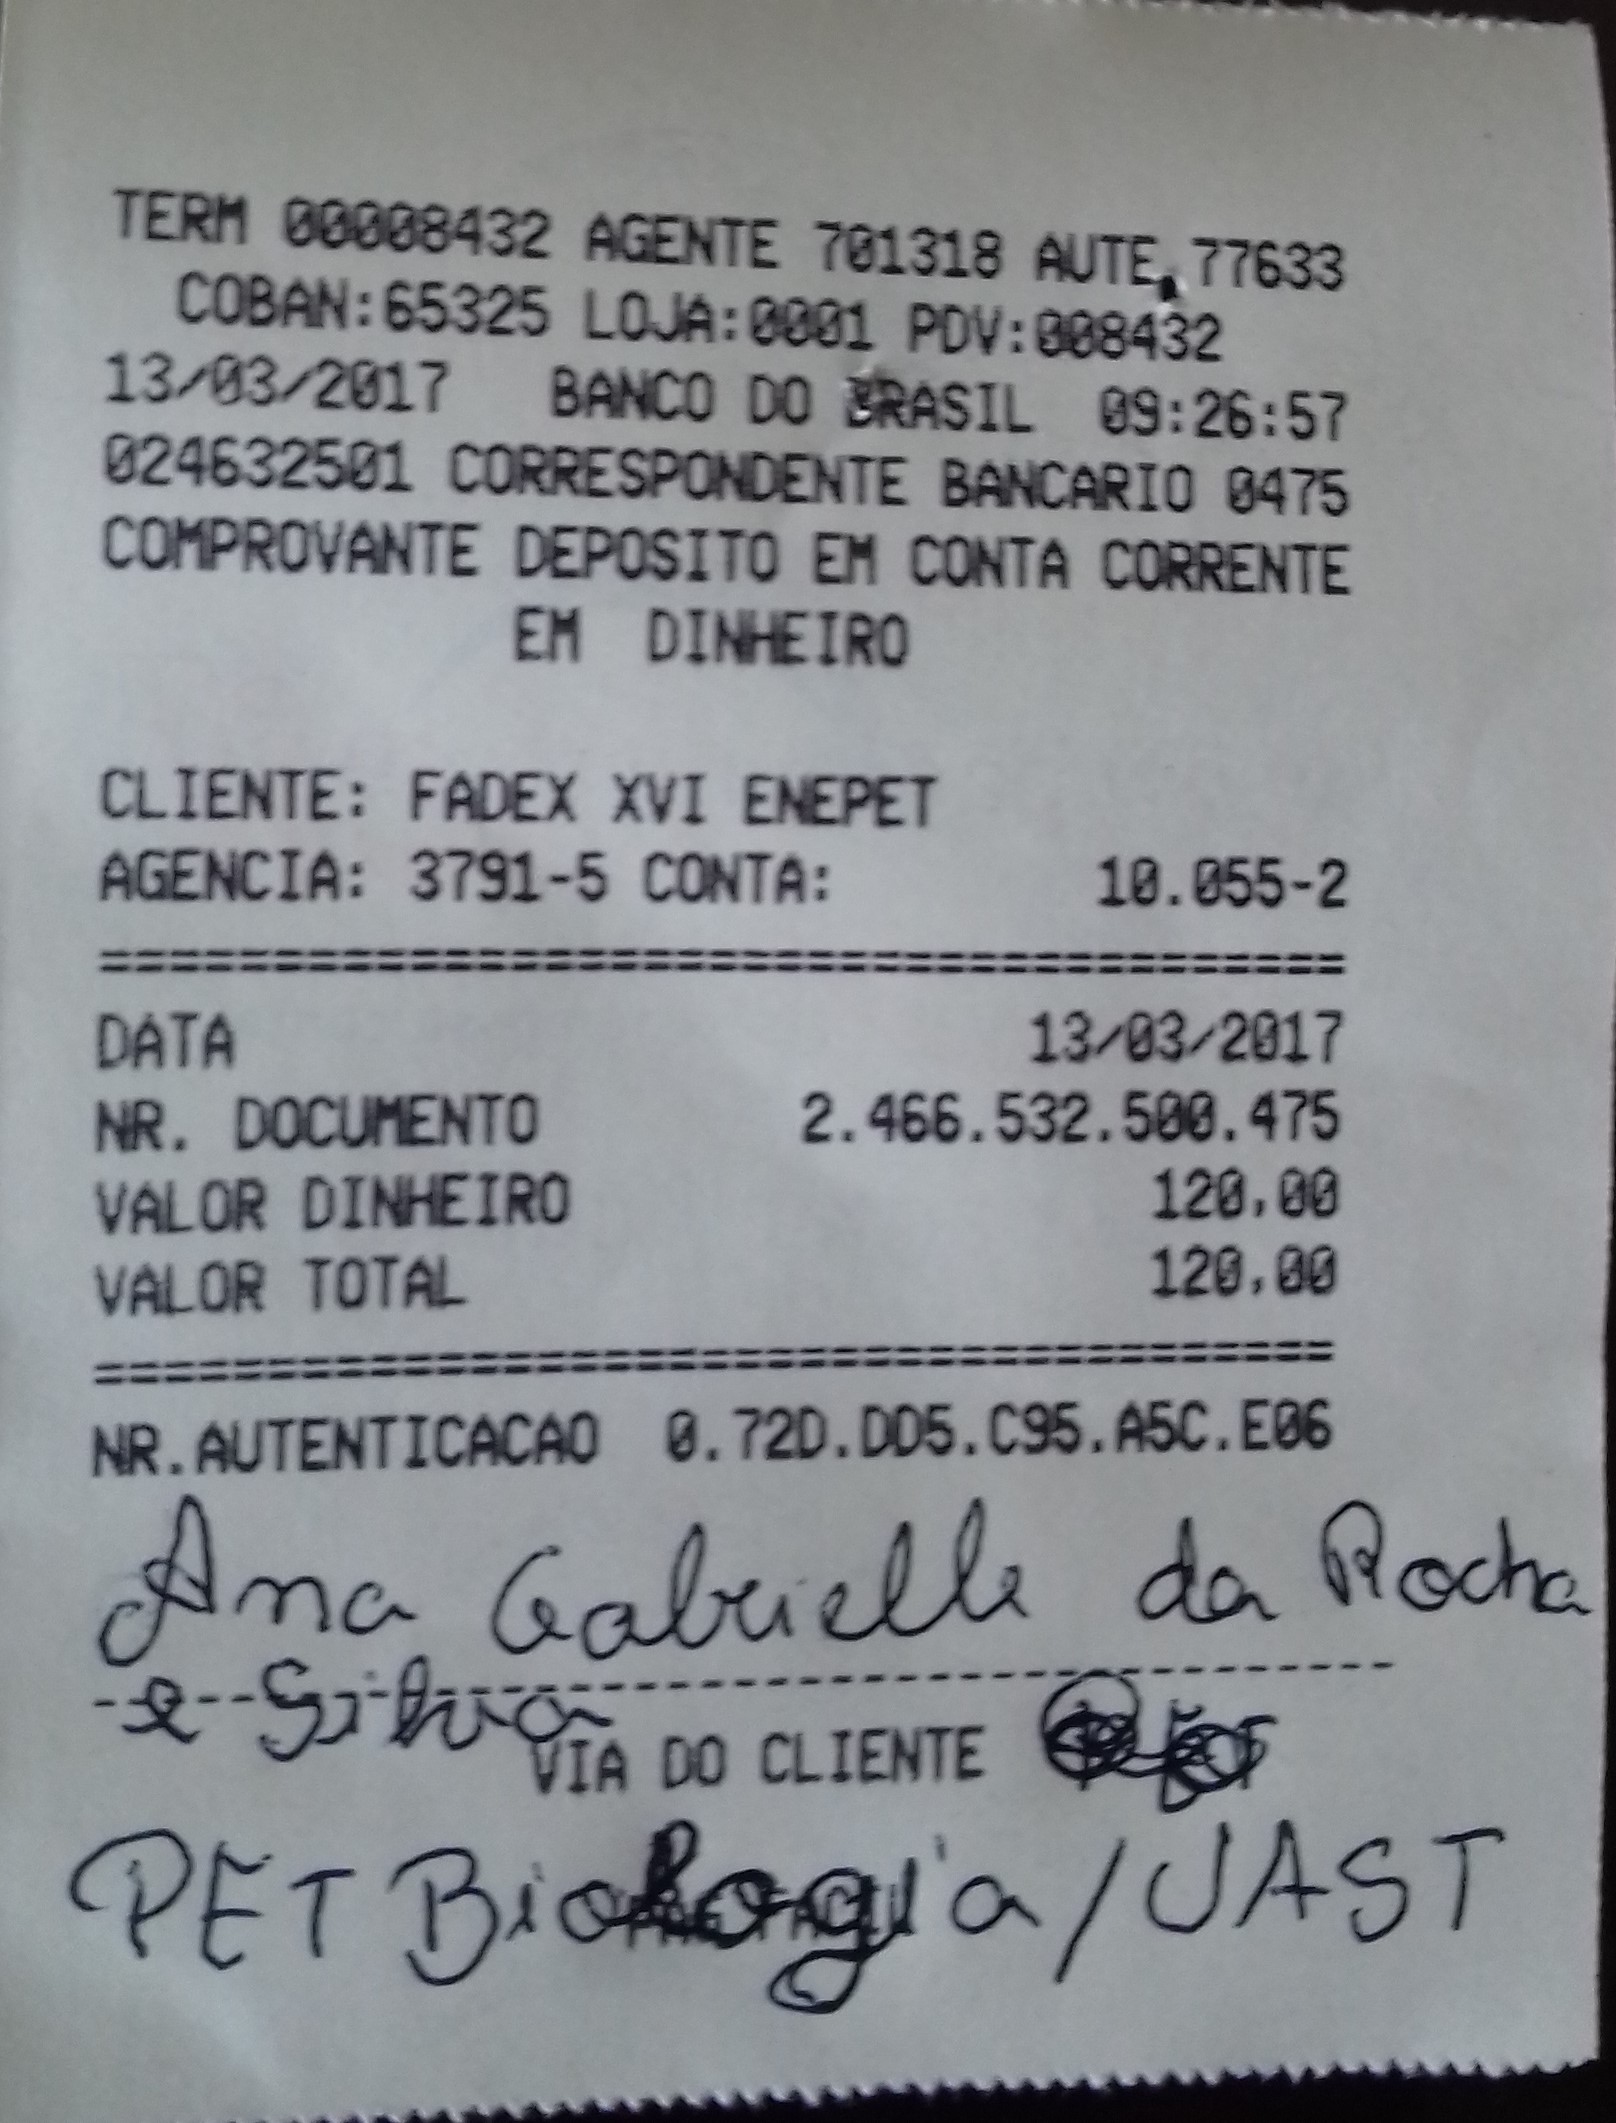 TERM 00008432 AGENTE 701318 AUTE. 77633
COBAN:65325 LOJA:0001 PDV:008432
13/03/2017 BANCO DO BRASIL 09:26:57
024632501 CORRESPONDENTE BANCARIO 0475
COMPROVANTE DEPOSITO EM CONTA CORRENTE
EM DINHEIRO
CLIENTE: FADEX XVI ENEPET
AGENCIA: 3791-5 CONTA: 10.055-2
======================================
DATA 13/03/2017
NR. DOCUMENTO 2.466.532.500.475
VALOR DINHEIRO 120,00
VALOR TOTAL 120,00
======================================
NR.AUTENTICACAO 0.72D.DD5.C95.A5C.E06
Ana Gabrielle da Rocha
e Silva
VIA DO CLIENTE
PET Biologia/UAST